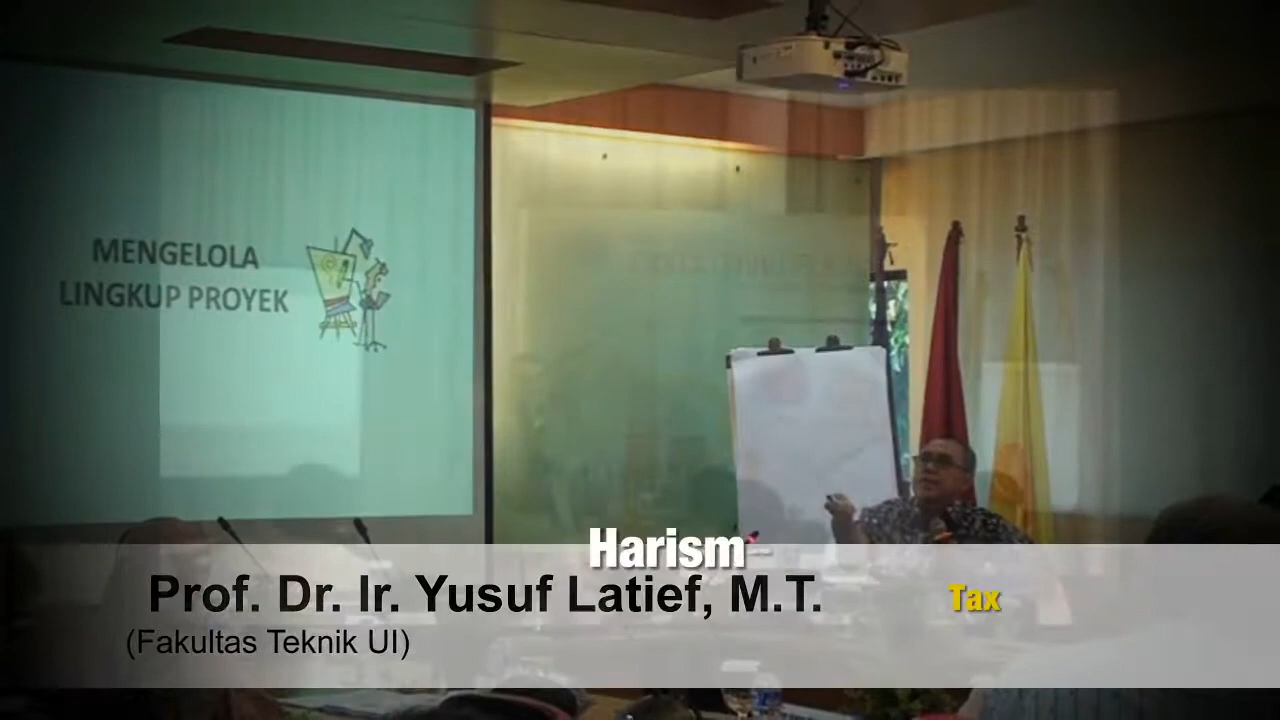 MENGELOLA
LINGKUP PROYEK
Harism
Prof. Dr. Ir. Yusuf Latief, M.T.
Tax
(Fakultas Teknik UI)